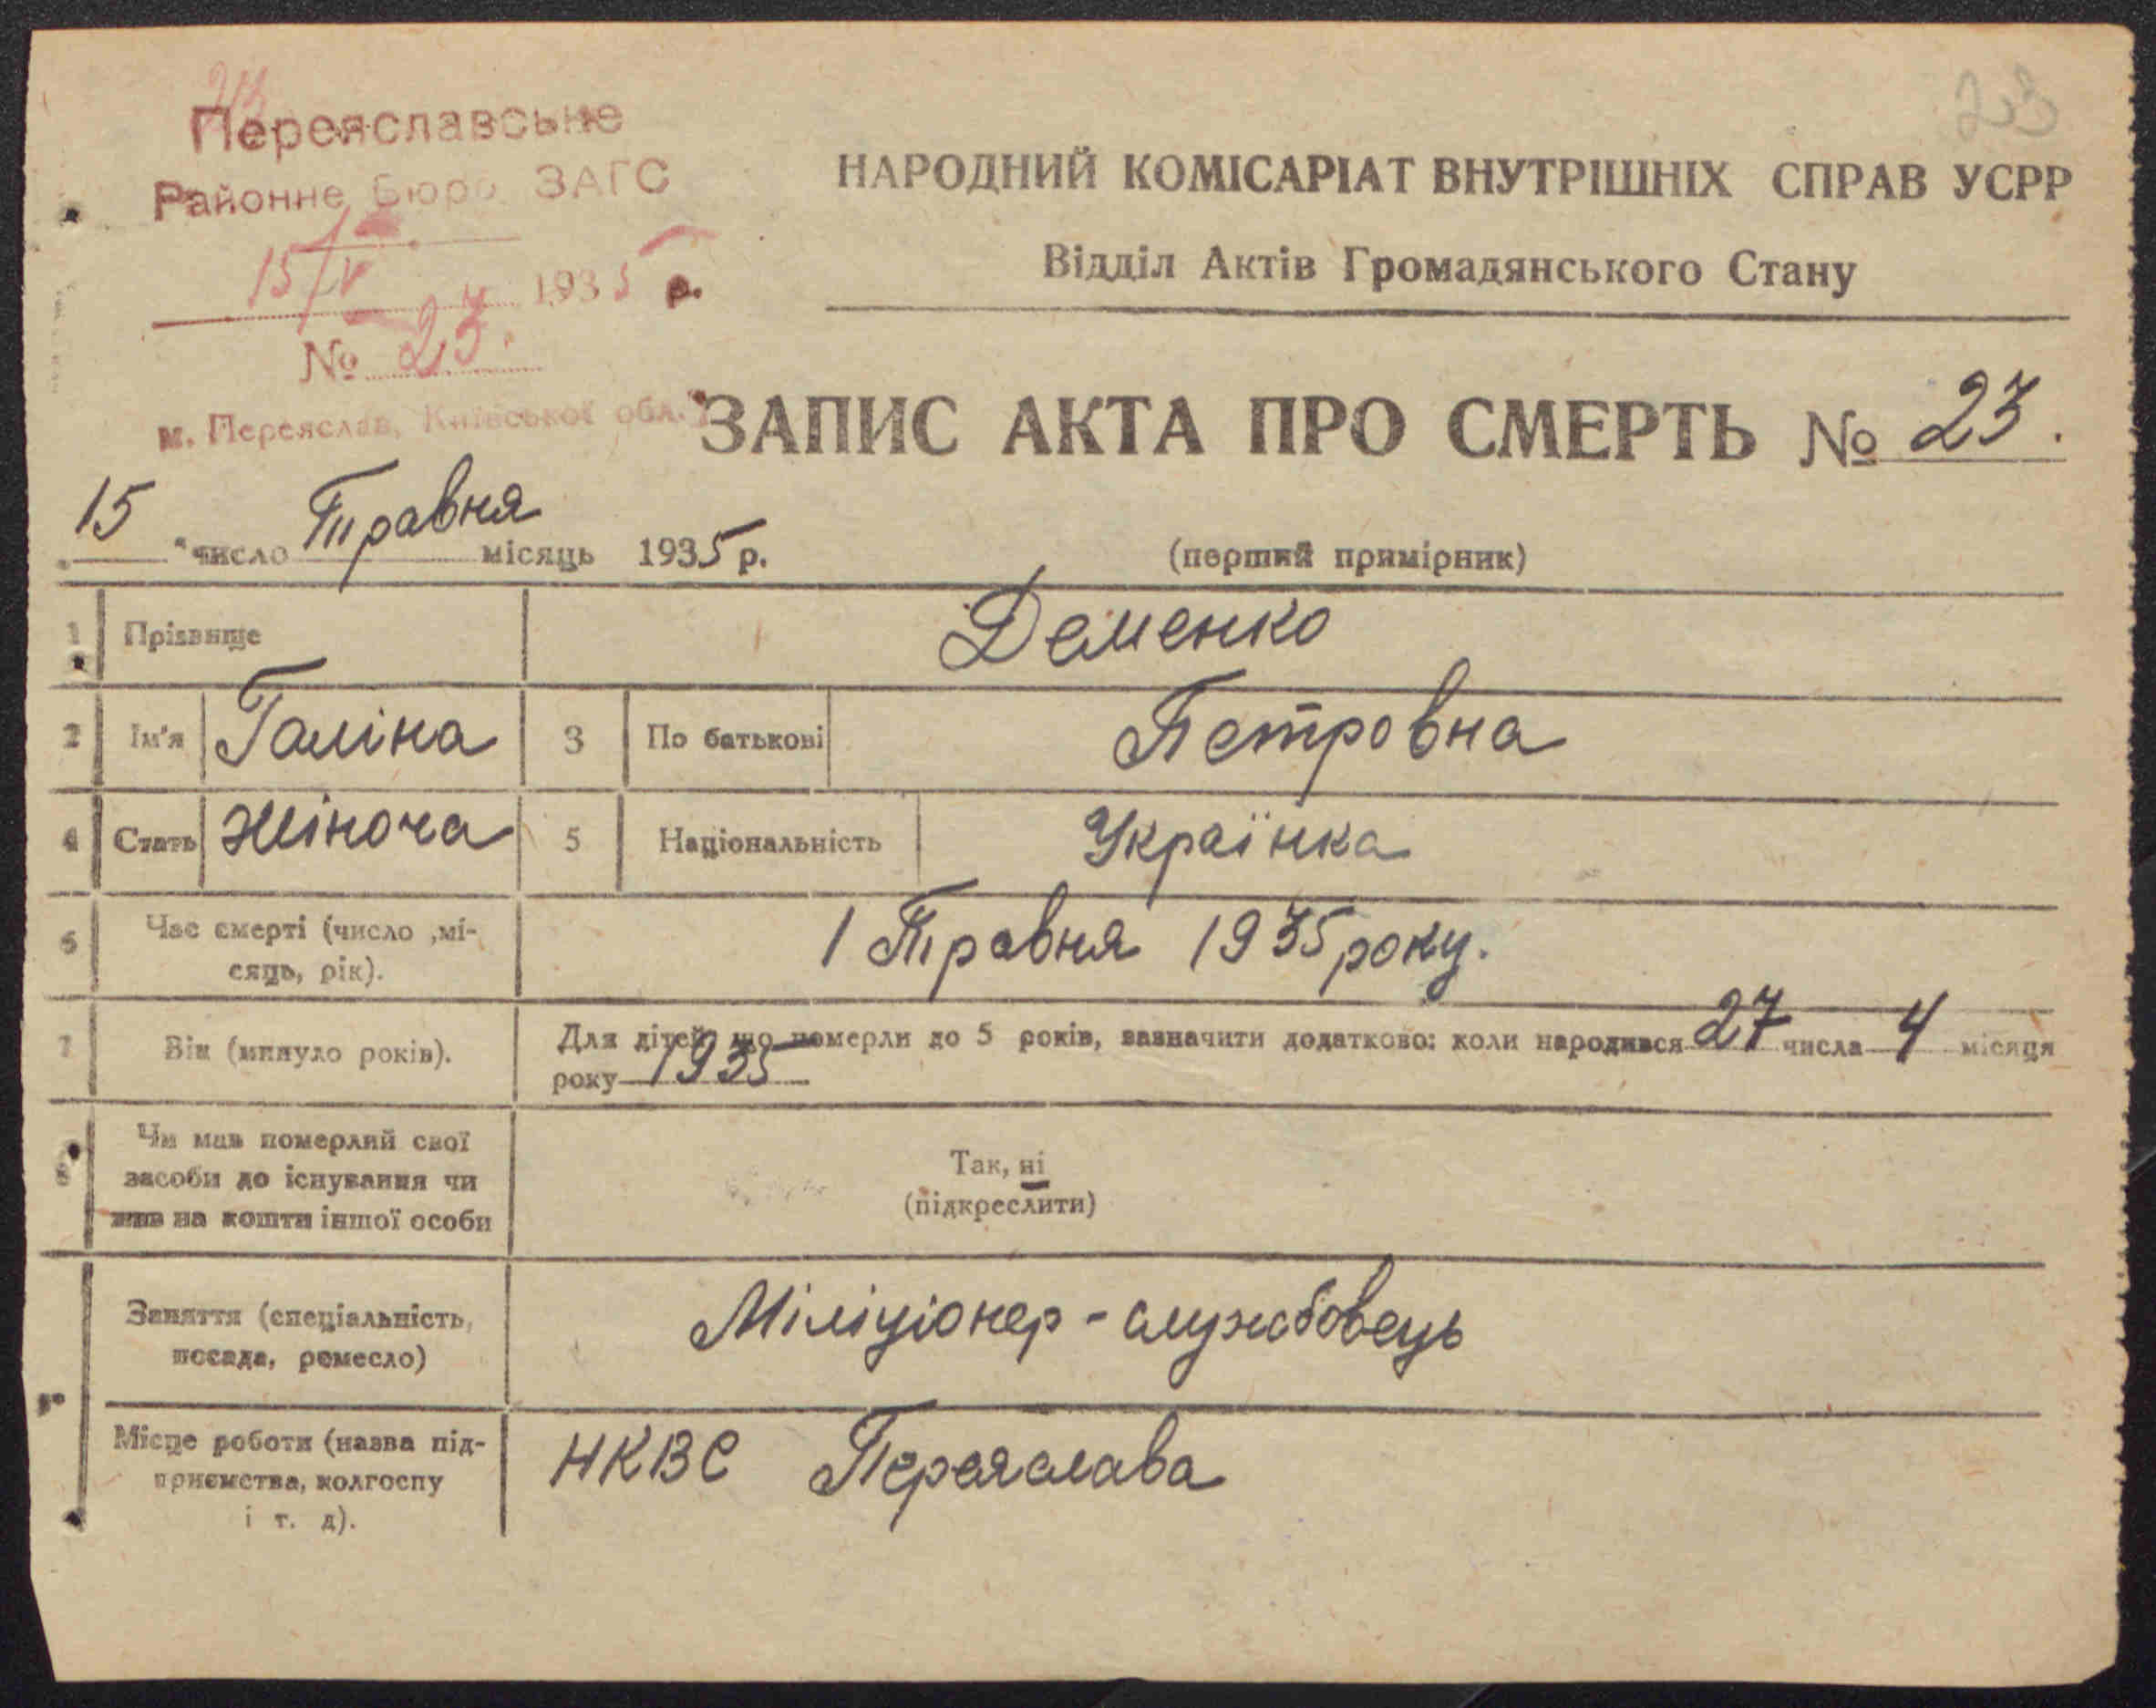 Переяславське
Районне Бюро ЗАГС
15/V 1935 р.
№ 23.
м. Переяслав, Київської обл.
23
НАРОДНИЙ КОМІСАРІАТ ВНУТРІШНІХ СПРАВ УСРР
Відділ Актів Громадянського Стану
ЗАПИС АКТА ПРО СМЕРТЬ № 23.
15 число Травня місяць 1935 р.
(перший примірник)
1 Прізвище Деменко
2 Ім'я Галіна 3 По батькові Петровна
4 Стать жіноча 5 Національність Українка
6 Час смерті (число ,мі-
сяць, рік). 1 Травня 1935 року.
7 Вік (минуло років). Для дітей, що померли до 5 років, зазначити додатково: коли народився 27 числа 4 місяця
року 1935
8 Чи мав померлий свої
засоби до існування чи
жив на кошти іншої особи
Так, ні
(підкреслити)
Заняття (спеціальність,
посада, ремесло)
Міліціонер - службовець
Місце роботи (назва під-
приємства, колгоспу
і т. д).
НКВС Переяслава